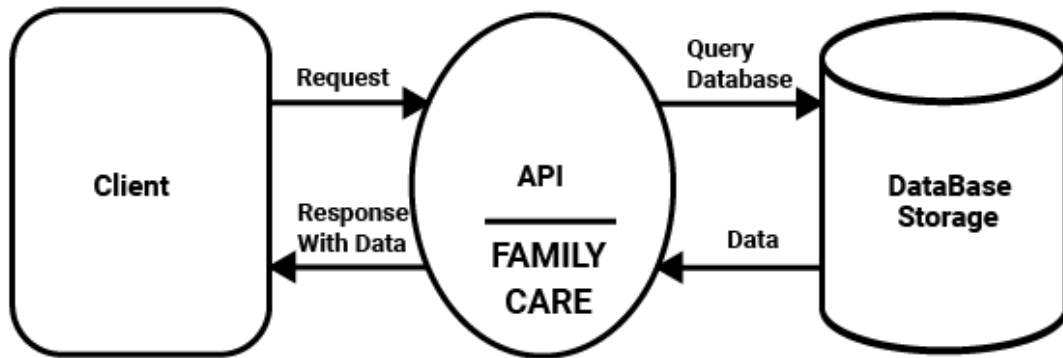 Client
Request
Response
With Data
API
FAMILY
CARE
Query
Database
Data
DataBase
Storage